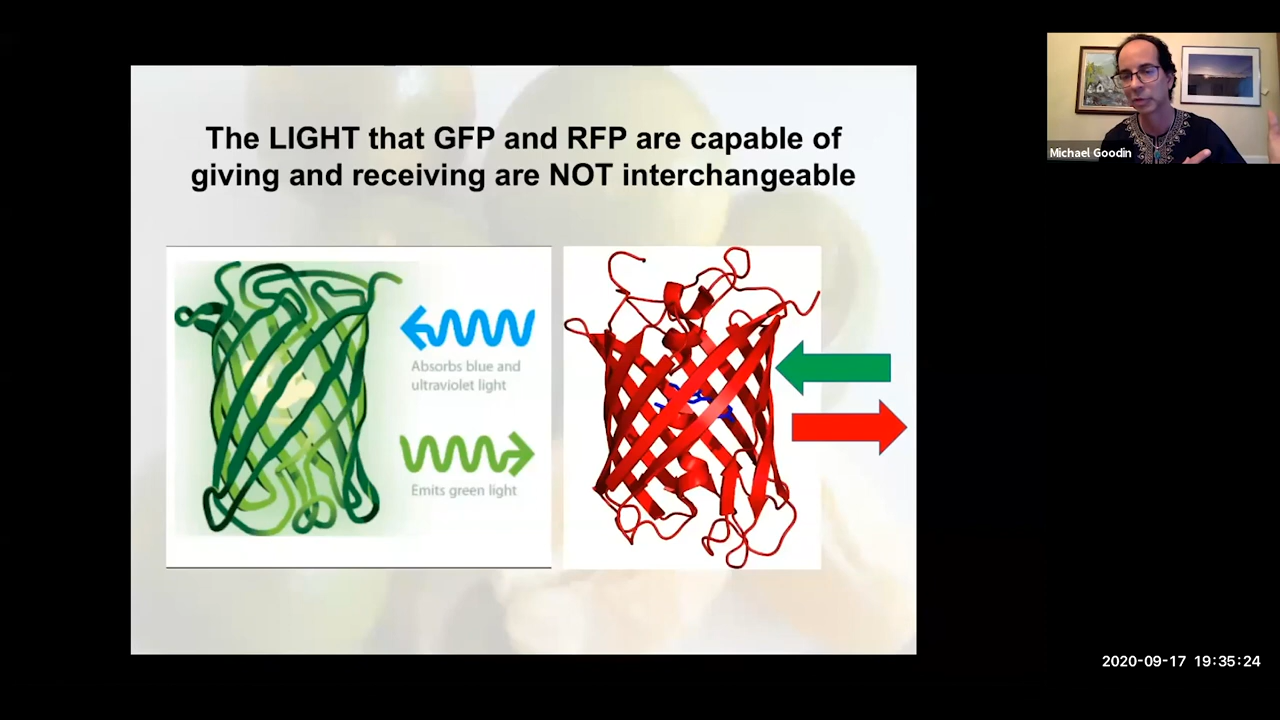 The LIGHT that GFP and RFP are capable of
giving and receiving are NOT interchangeable
Absorbs blue and
ultraviolet light
Emits green light
Michael Goodin
2020-09-17 19:35:24